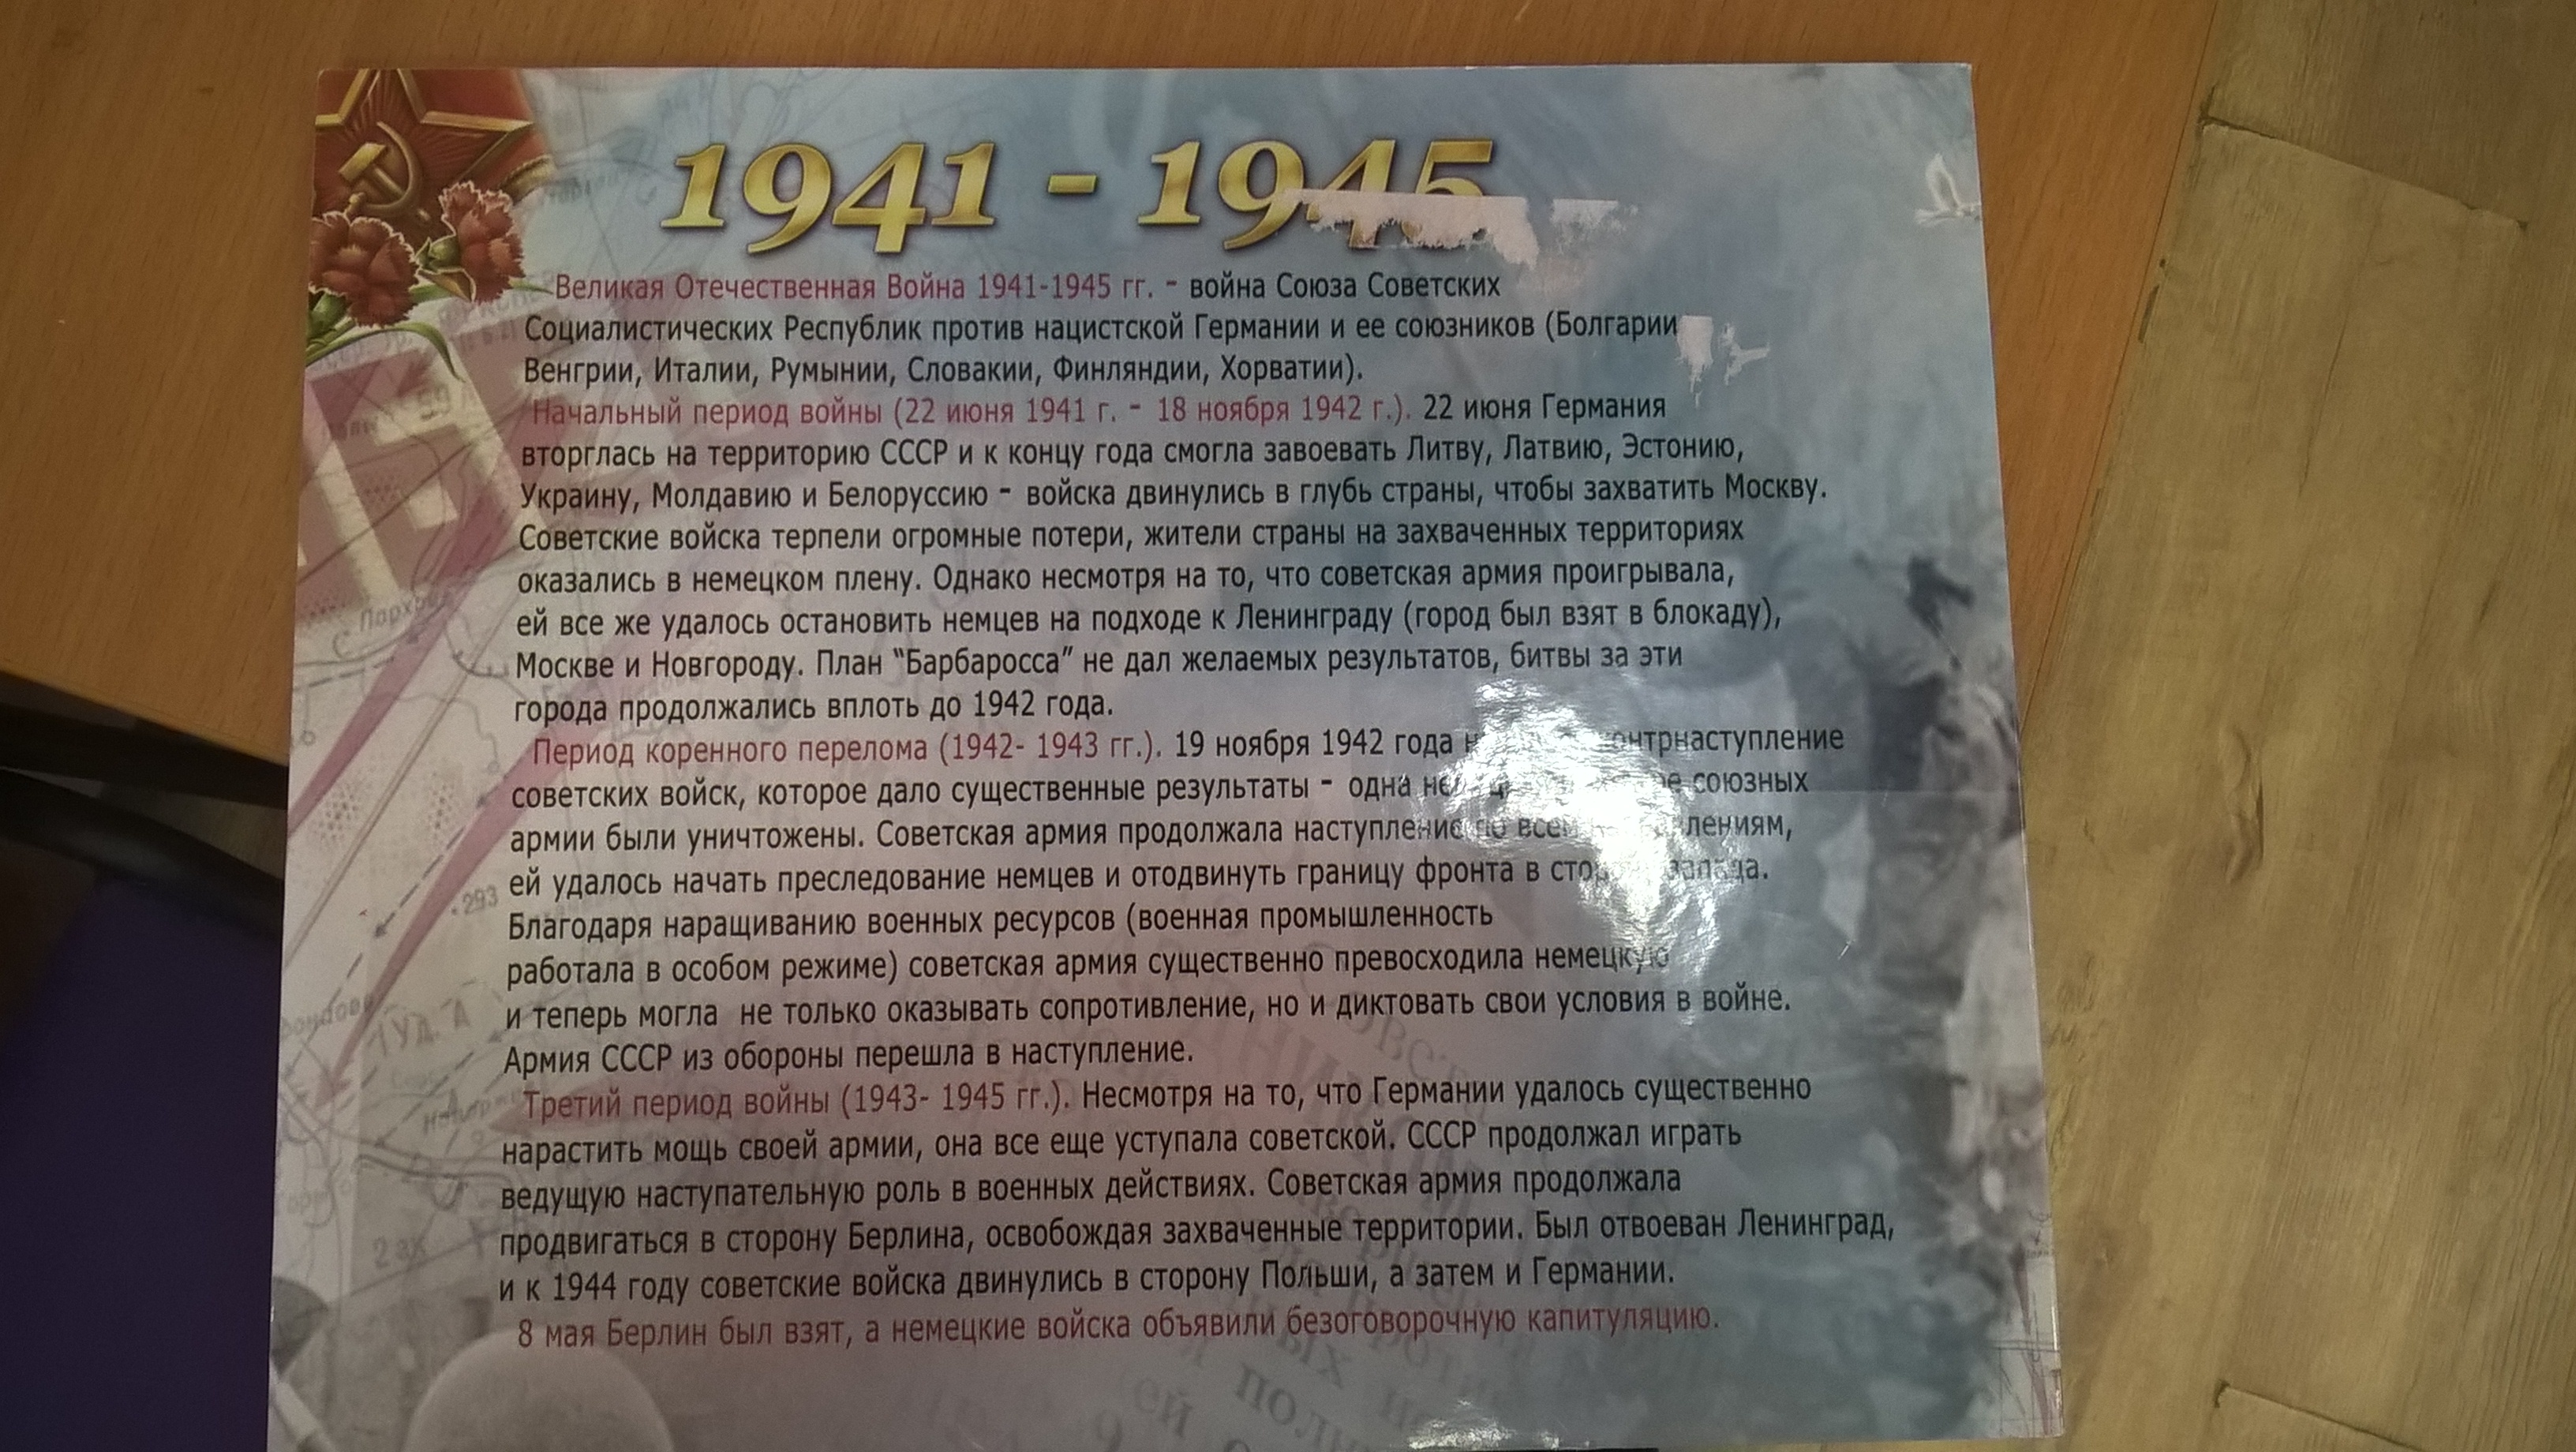 1941 - 1945
Великая Отечественная Война 1941-1945 гг. - война Союза Советских
Социалистических Республик против нацистской Германии и ее союзников (Болгарии
Венгрии, Италии, Румынии, Словакии, Финляндии, Хорватии).
Начальный период войны (22 июня 1941 г. - 18 ноября 1942 г.). 22 июня Германия
вторглась на территорию СССР и к концу года смогла завоевать Литву, Латвию, Эстонию,
Украину, Молдавию и Белоруссию - войска двинулись в глубь страны, чтобы захватить Москву.
Советские войска терпели огромные потери, жители страны на захваченных территориях
оказались в немецком плену. Однако несмотря на то, что советская армия проигрывала,
ей все же удалось остановить немцев на подходе к Ленинграду (город был взят в блокаду),
Москве и Новгороду. План "Барбаросса" не дал желаемых результатов, битвы за эти
города продолжались вплоть до 1942 года.
Период коренного перелома (1942- 1943 гг.). 19 ноября 1942 года контрнаступление
советских войск, которое дало существенные результаты - одна союзных
армии были уничтожены. Советская армия продолжала наступление по всем
ей удалось начать преследование немцев и отодвинуть границу фронта в запада.
Благодаря наращиванию военных ресурсов (военная промышленность
работала в особом режиме) советская армия существенно превосходила немецкую
и теперь могла не только оказывать сопротивление, но и диктовать свои условия в войне.
Армия СССР из обороны перешла в наступление.
Третий период войны (1943- 1945 гг.). Несмотря на то, что Германии удалось существенно
нарастить мощь своей армии, она все еще уступала советской. СССР продолжал играть
ведущую наступательную роль в военных действиях. Советская армия продолжала
продвигаться в сторону Берлина, освобождая захваченные территории. Был отвоеван Ленинград,
и к 1944 году советские войска двинулись в сторону Польши, а затем и Германии.
8 мая Берлин был взят, а немецкие войска объявили безоговорочную капитуляцию.